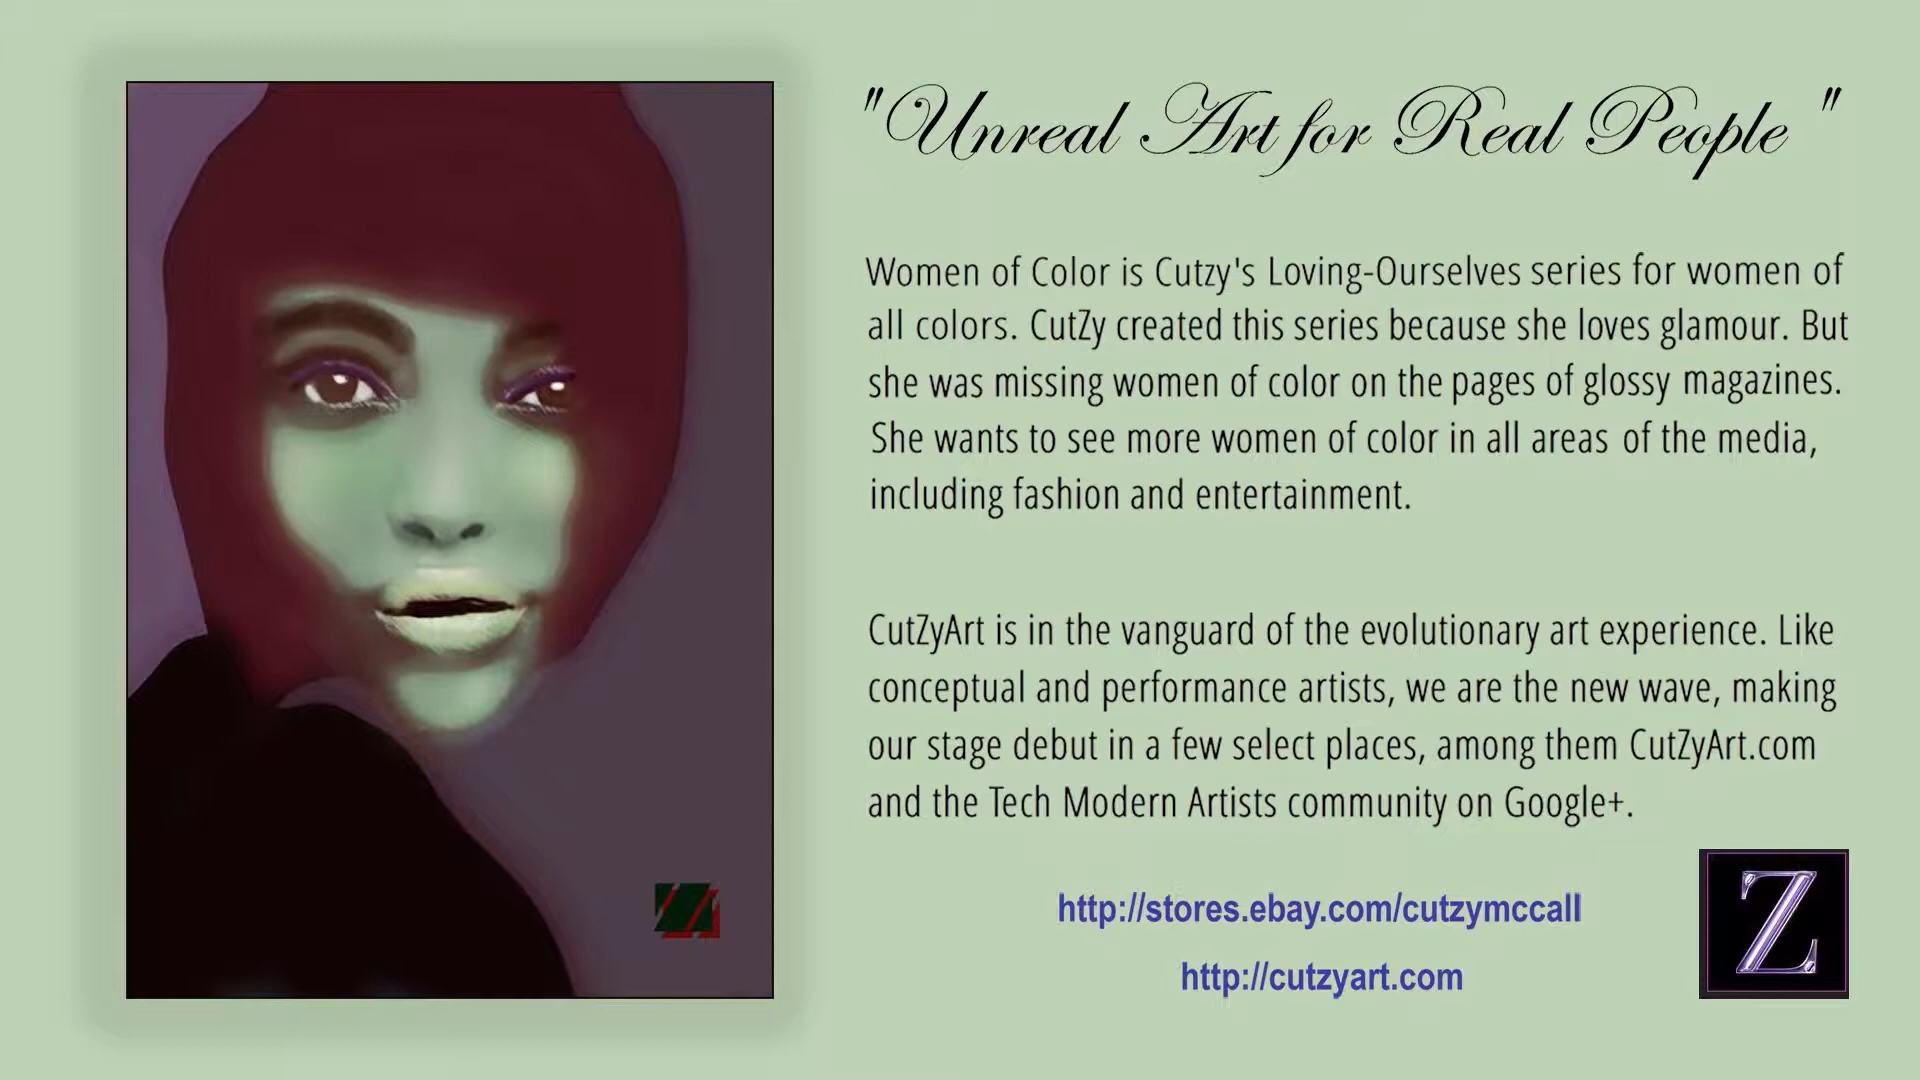 "Unreal Art for Real People"
Women of Color is Cutzy's Loving-Ourselves series for women of
all colors. CutZy created this series because she loves glamour. But
she was missing women of color on the pages of glossy magazines.
She wants to see more women of color in all areas of the media,
including fashion and entertainment.
CutZyArt is in the vanguard of the evolutionary art experience. Like
conceptual and performance artists, we are the new wave, making
our stage debut in a few select places, among them CutZyArt.com
and the Tech Modern Artists community on Google+.
http://stores.ebay.com/cutzymccall
http://cutzyart.com
Z